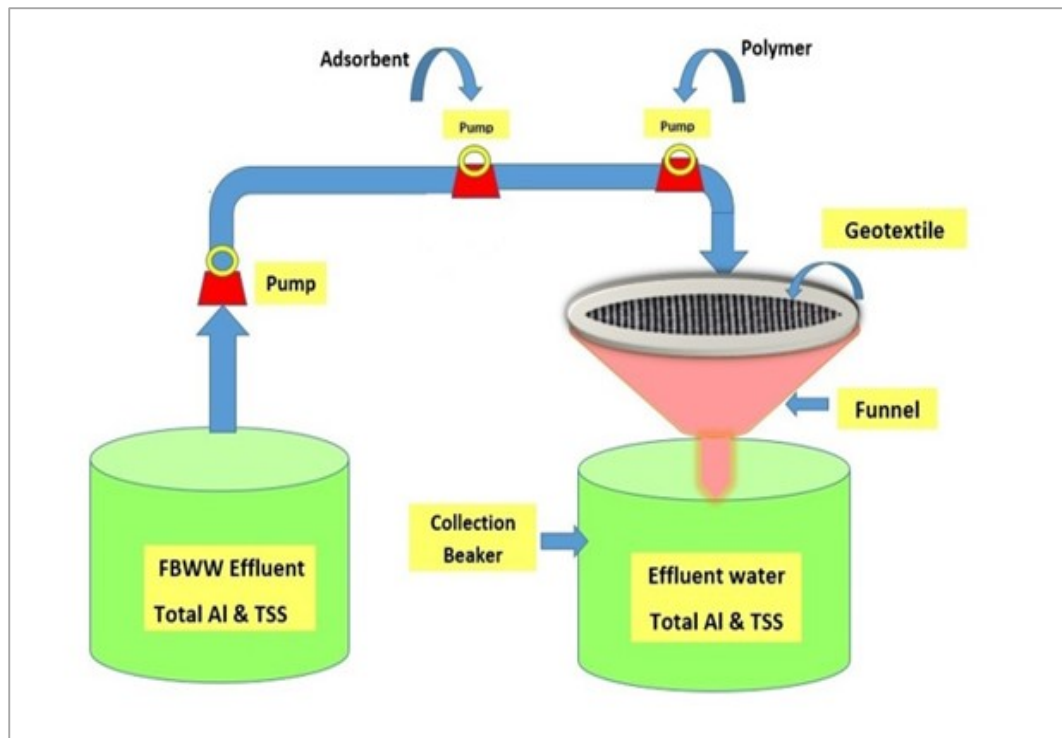 Adsorbent
Polymer
Pump
Pump
Geotextile
Pump
Funnel
Collection
Beaker
FBWW Effluent
Total Al & TSS
Effluent water
Total Al & TSS